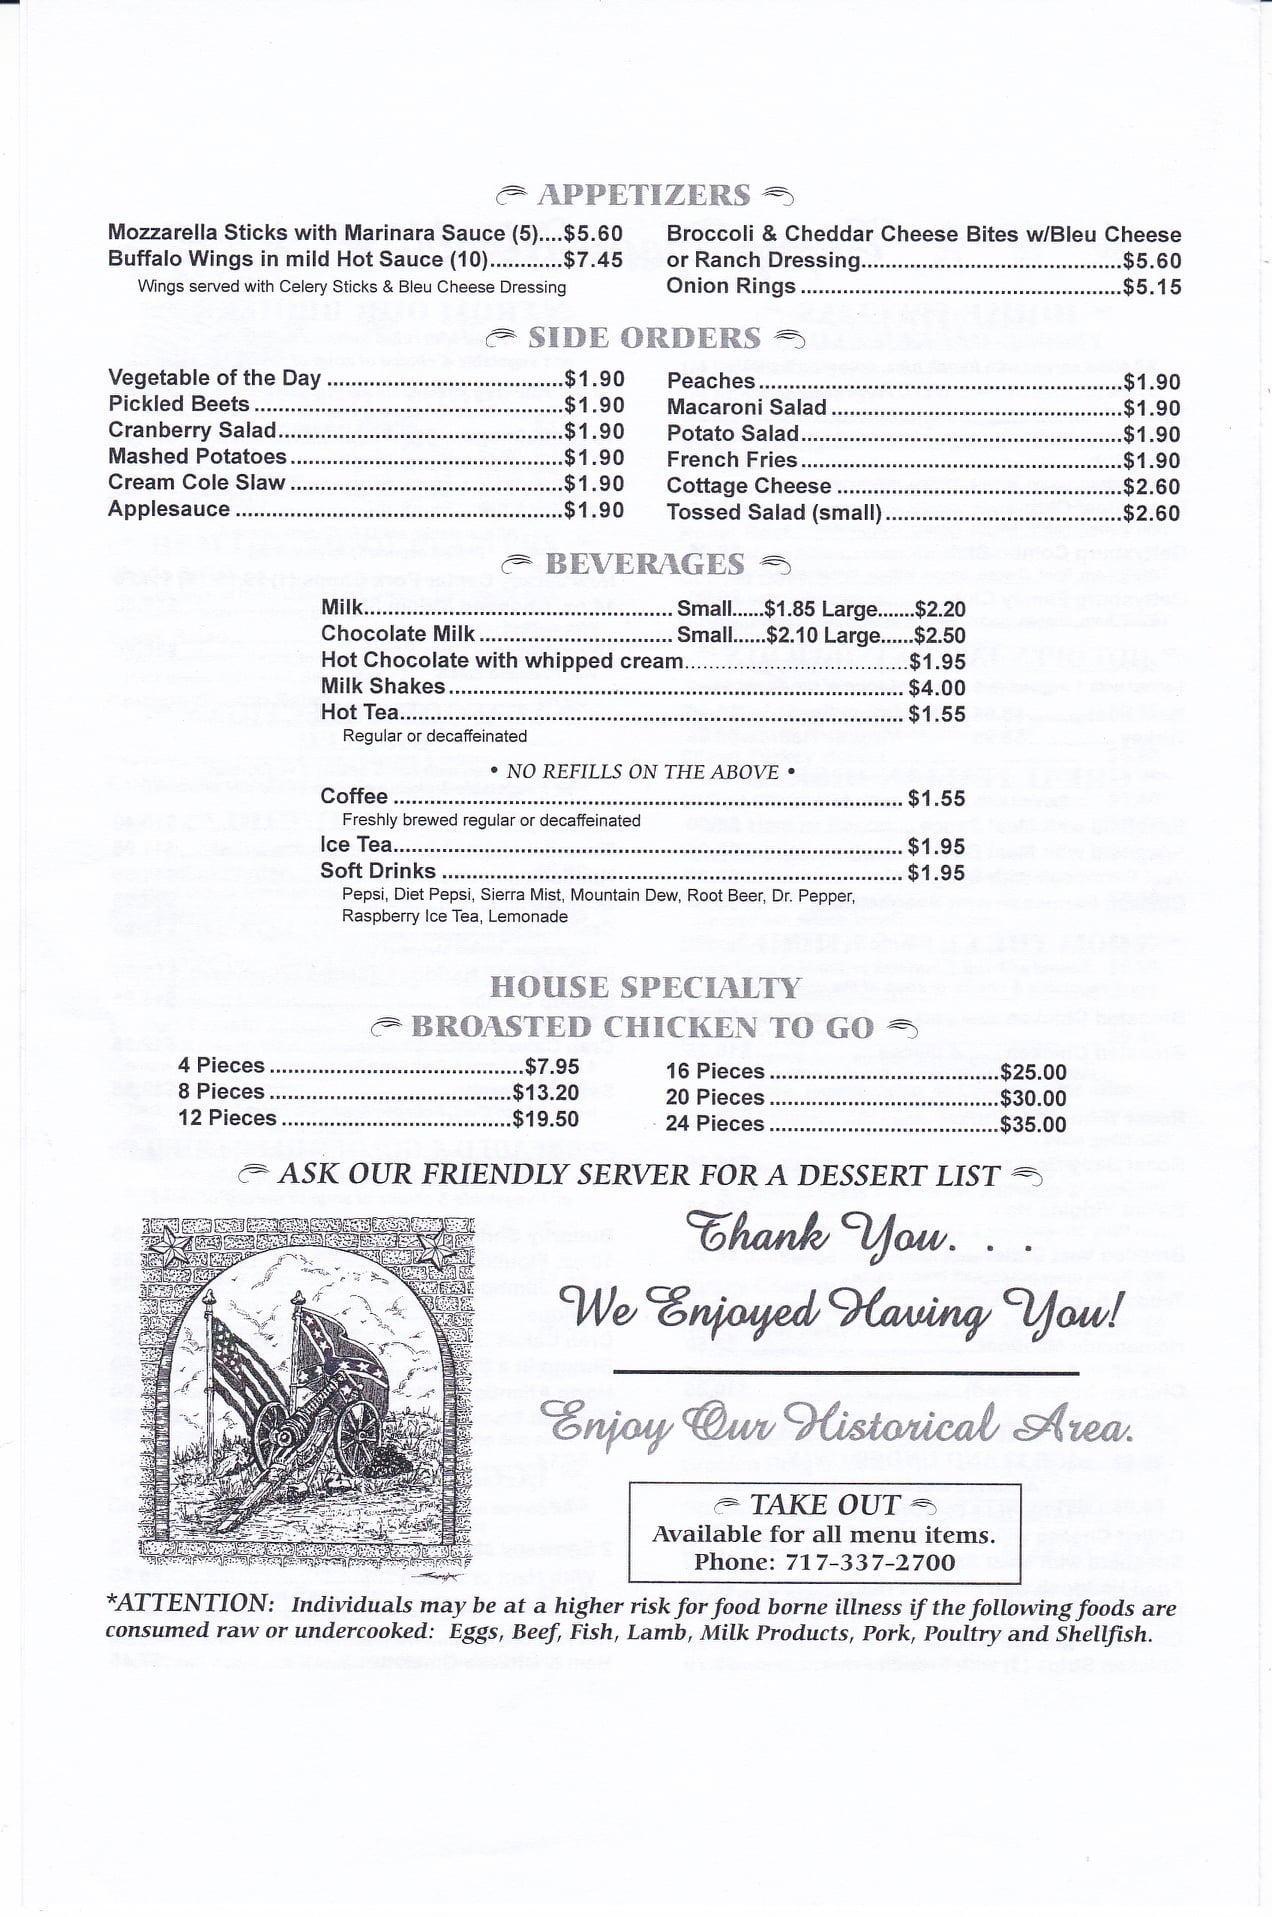 APPETIZERS
Mozzarella Sticks with Marinara Sauce (5)....$5.60
Buffalo Wings in mild Hot Sauce (10)............$7.45
Wings served with Celery Sticks & Bleu Cheese Dressing
Broccoli & Cheddar Cheese Bites w/Bleu Cheese
or Ranch Dressing...........................................$5.60
Onion Rings.....................................................$5.15
SIDE ORDERS
Vegetable of the Day.......................................$1.90
Pickled Beets...................................................$1.90
Cranberry Salad...............................................$1.90
Mashed Potatoes.............................................$1.90
Cream Cole Slaw.............................................$1.90
Applesauce......................................................$1.90
Peaches............................................................$1.90
Macaroni Salad................................................$1.90
Potato Salad.....................................................$1.90
French Fries.....................................................$1.90
Cottage Cheese...............................................$2.60
Tossed Salad (small).......................................$2.60
BEVERAGES
Milk.................................................... Small......$1.85 Large.......$2.20
Chocolate Milk................................ Small......$2.10 Large......$2.50
Hot Chocolate with whipped cream.....................................$1.95
Milk Shakes............................................................................ $4.00
Hot Tea.................................................................................... $1.55
Regular or decaffeinated
• NO REFILLS ON THE ABOVE •
Coffee..................................................................................... $1.55
Freshly brewed regular or decaffeinated
Ice Tea..................................................................................... $1.95
Soft Drinks............................................................................. $1.95
Pepsi, Diet Pepsi, Sierra Mist, Mountain Dew, Root Beer, Dr. Pepper,
Raspberry Ice Tea, Lemonade
HOUSE SPECIALTY
BROASTED CHICKEN TO GO
4 Pieces..........................................$7.95
8 Pieces........................................$13.20
12 Pieces......................................$19.50
16 Pieces......................................$25.00
20 Pieces......................................$30.00
24 Pieces......................................$35.00
ASK OUR FRIENDLY SERVER FOR A DESSERT LIST
Thank You. . .
We Enjoyed Having You!
Enjoy Our Historical Area.
TAKE OUT
Available for all menu items.
Phone: 717-337-2700
*ATTENTION: Individuals may be at a higher risk for food borne illness if the following foods are
consumed raw or undercooked: Eggs, Beef, Fish, Lamb, Milk Products, Pork, Poultry and Shellfish.